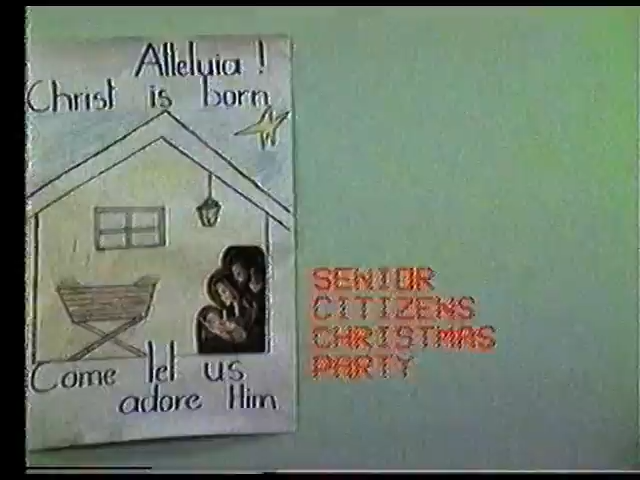 Alleluia !
Christ is born
Come let us
adore Him
SENIOR
CITIZENS
CHRISTMAS
PARTY